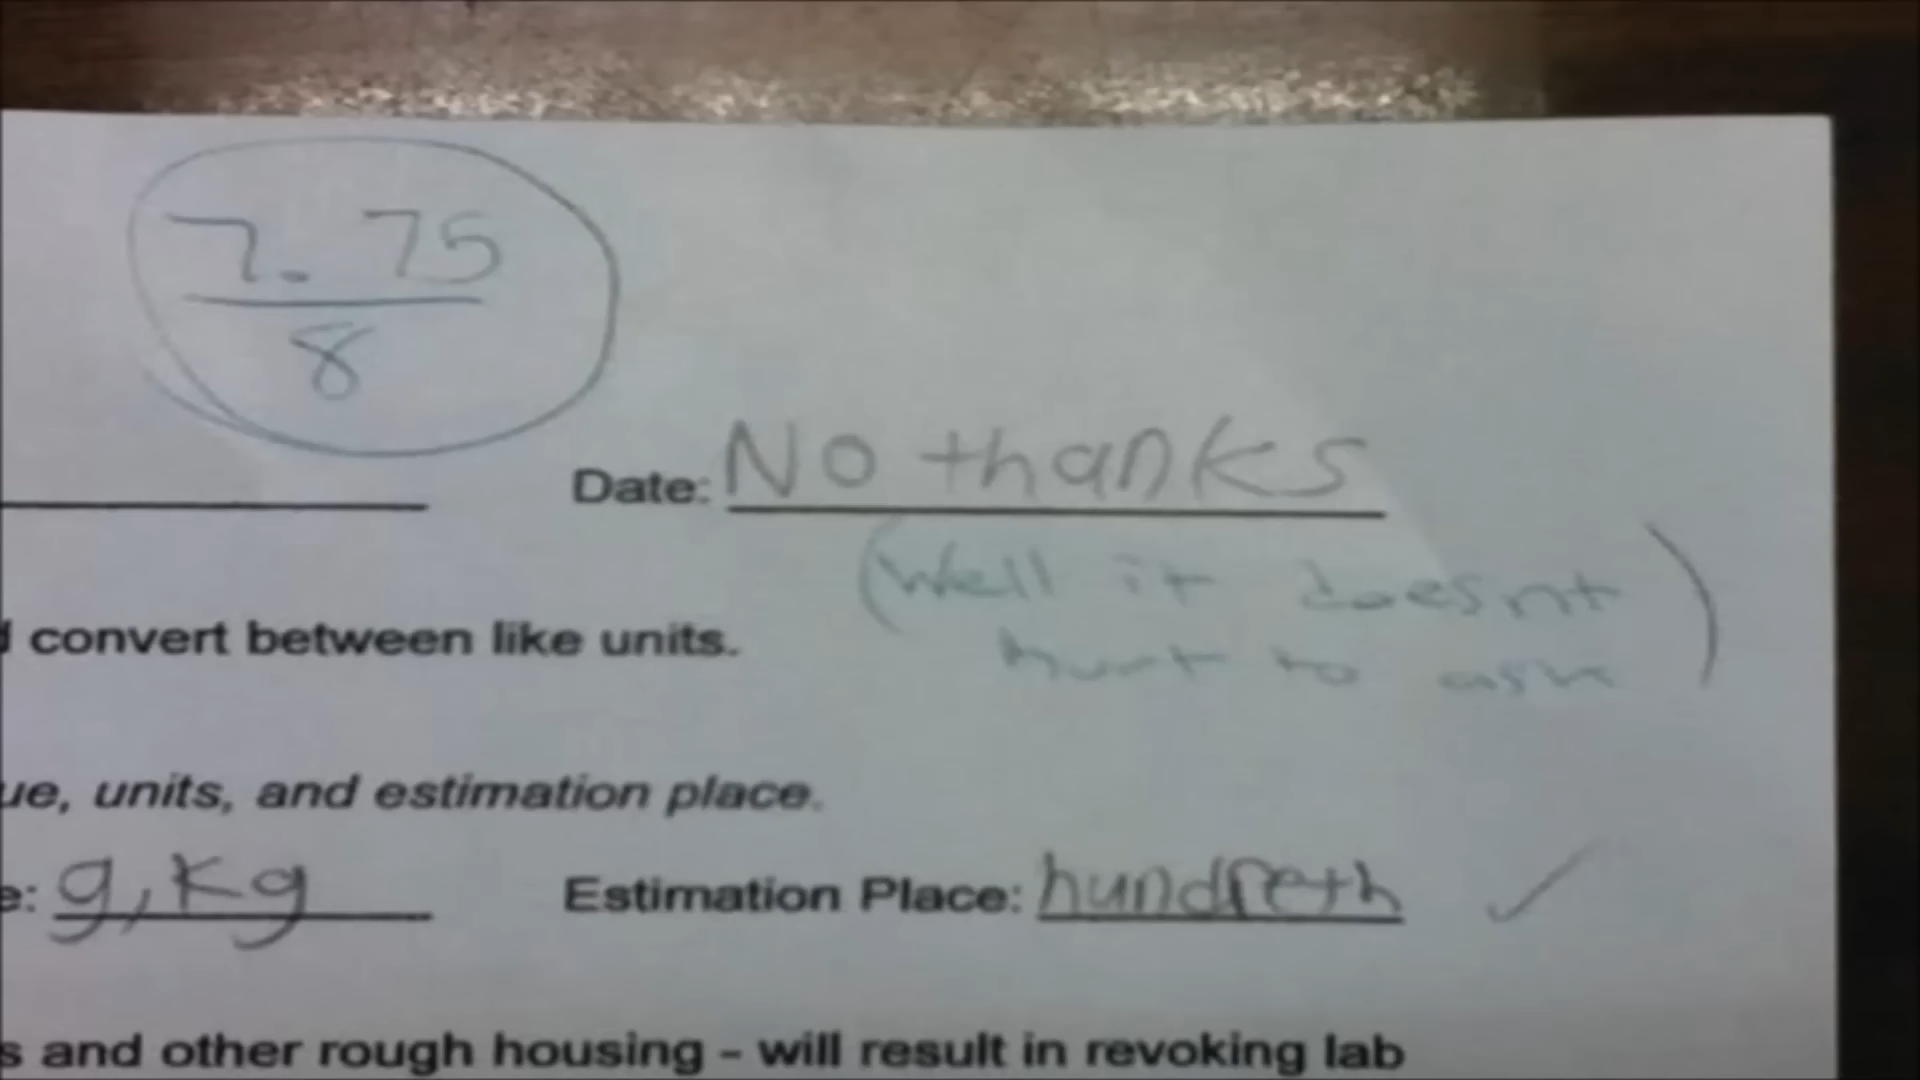 7.75
8
Date: No thanks
(Well it doesnt
hurt to ask)
convert between like units.
ue, units, and estimation place.
e: g, kg Estimation Place: hundreth ✓
s and other rough housing - will result in revoking lab